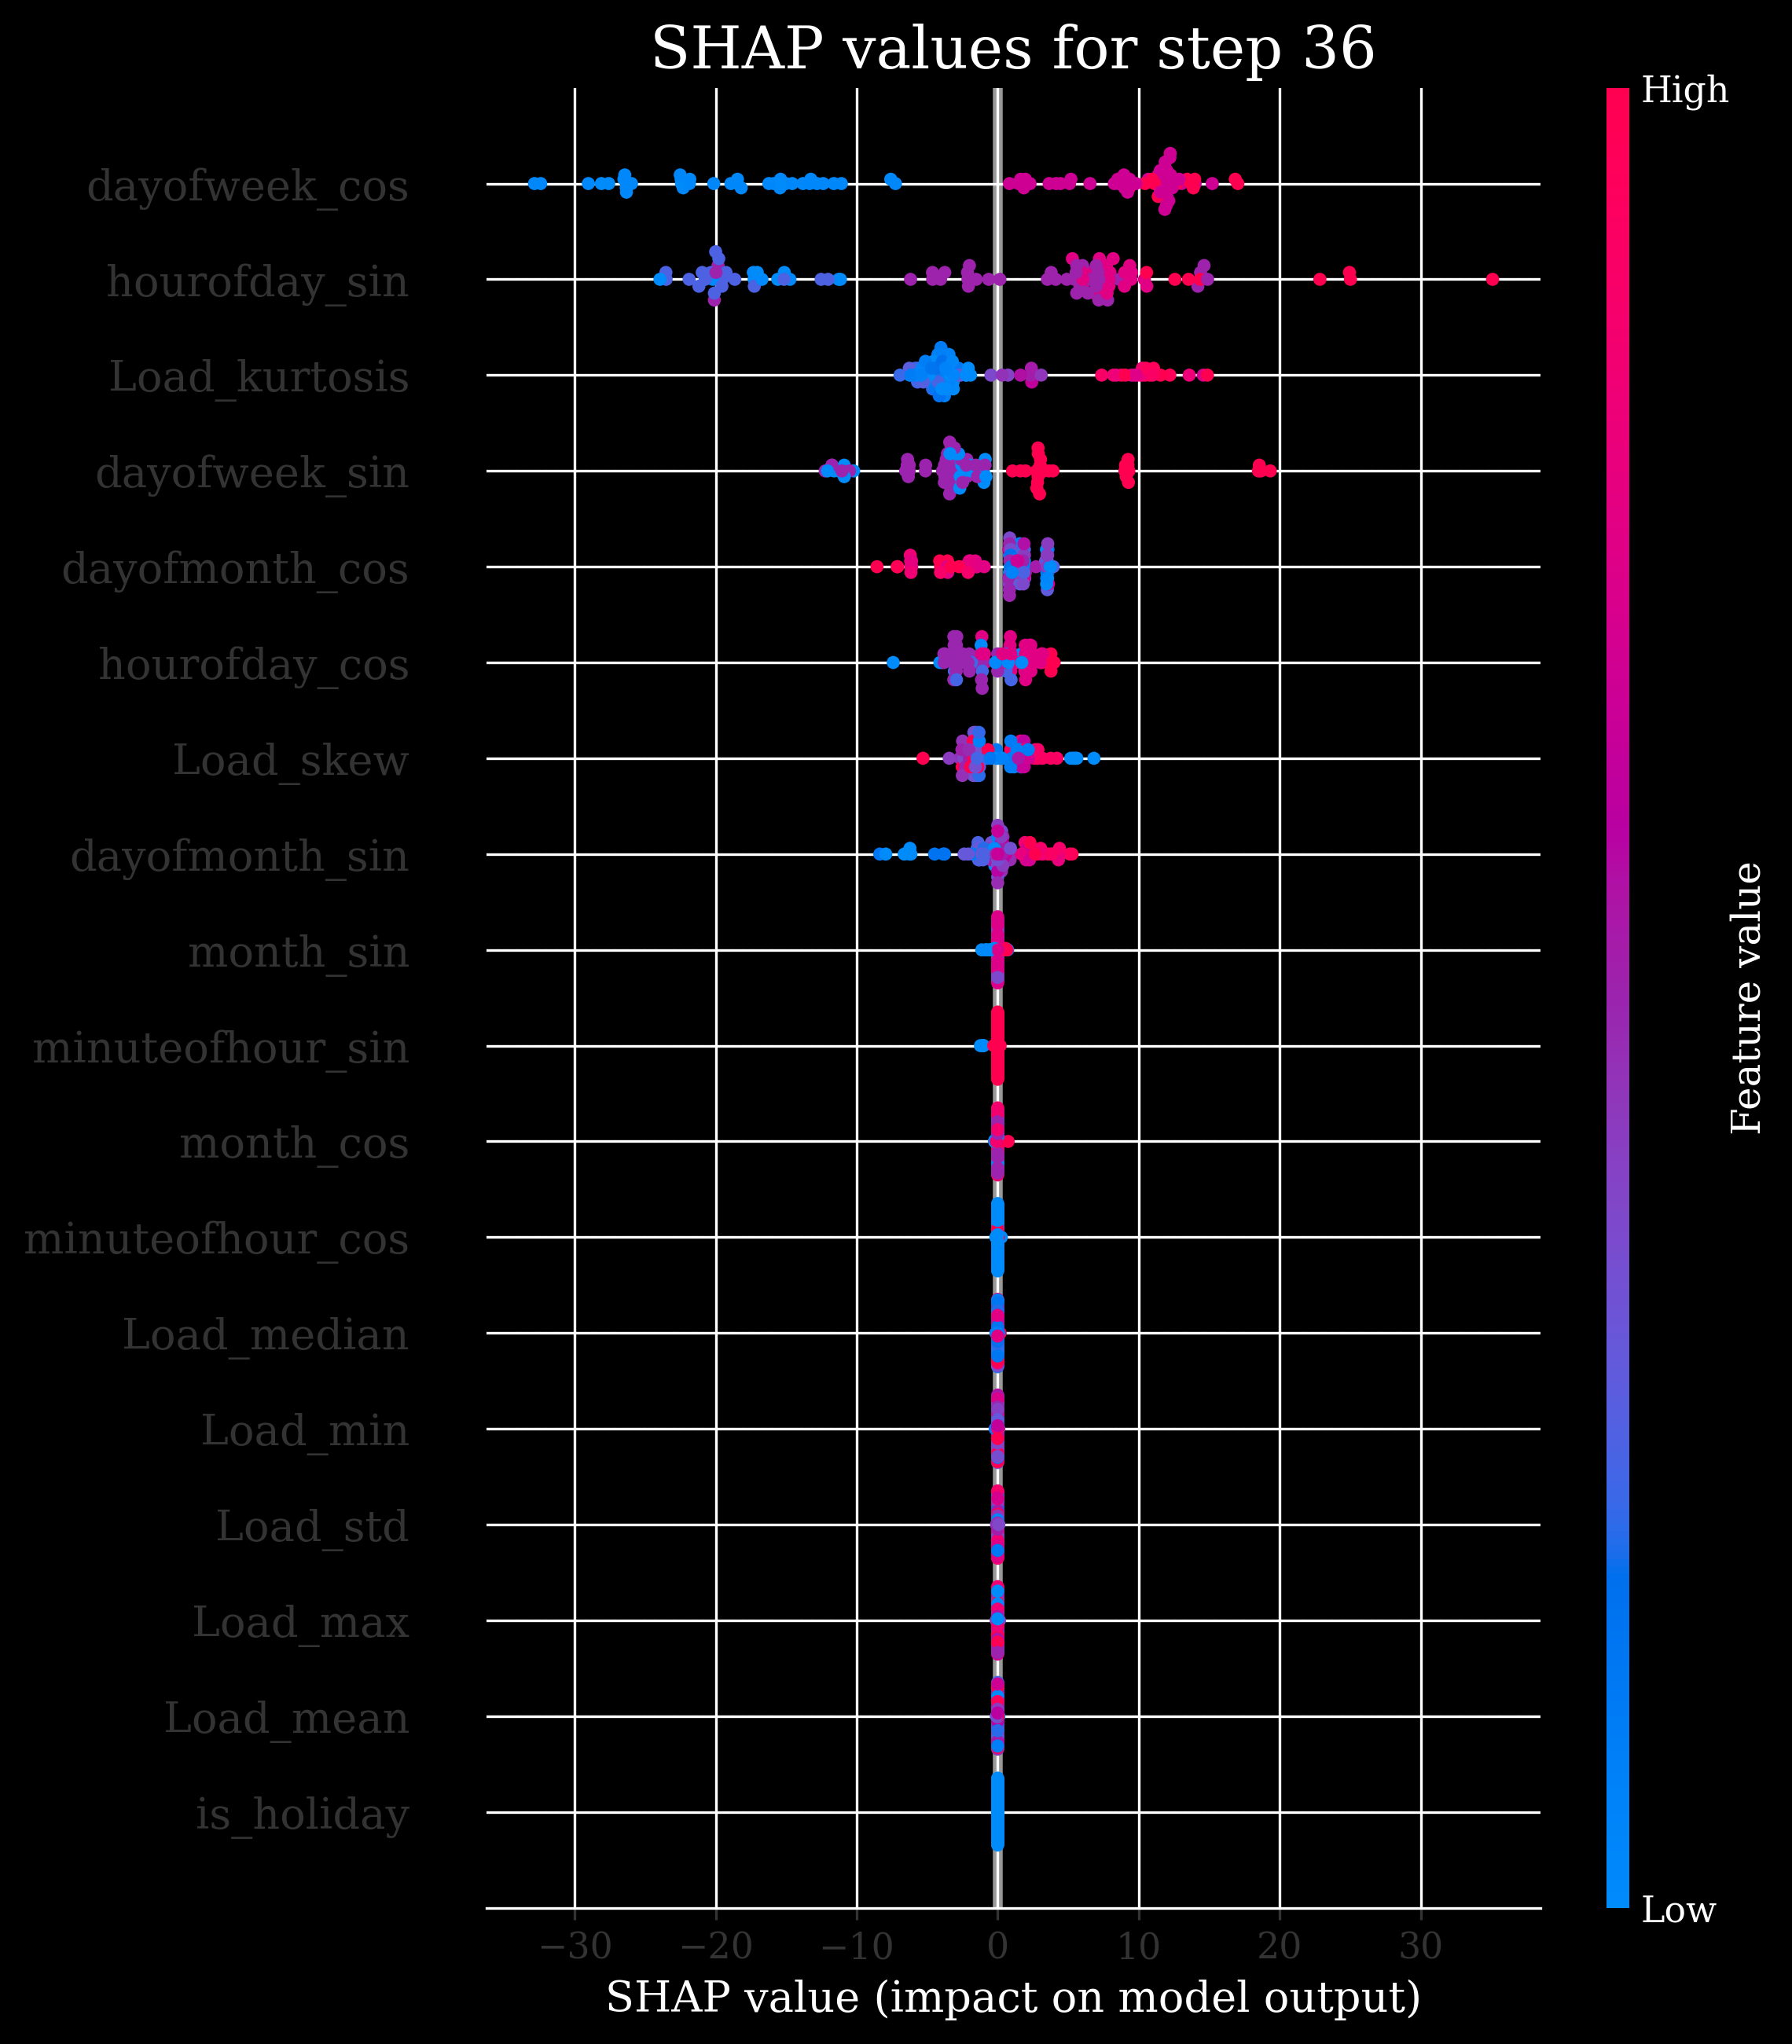 SHAP values for step 36
High
dayofweek_cos
hourofday_sin
Load_kurtosis
dayofweek_sin
dayofmonth_cos
hourofday_cos
Load_skew
dayofmonth_sin
month_sin
minuteofhour_sin
month_cos
minuteofhour_cos
Load_median
Load_min
Load_std
Load_max
Load_mean
is_holiday
Feature value
Low
−30 −20 −10 0 10 20 30
SHAP value (impact on model output)